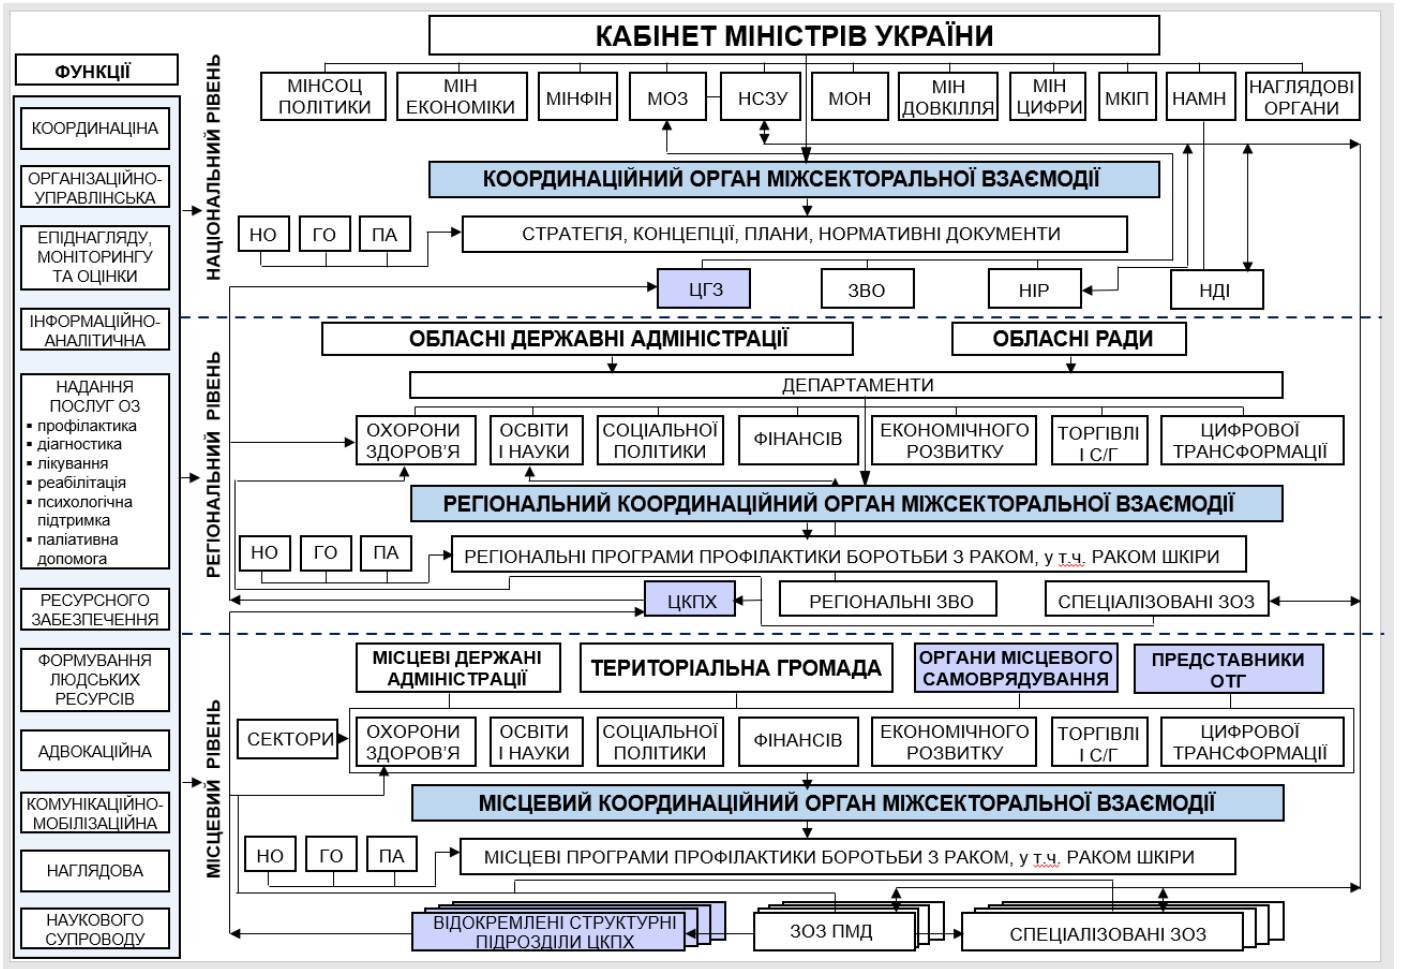 КАБІНЕТ МІНІСТРІВ УКРАЇНИ
ФУНКЦІЇ
КООРДИНАЦІНА
ОРГАНІЗАЦІЙНО-
УПРАВЛІНСЬКА
ЕПІДНАГЛЯДУ,
МОНІТОРИНГУ
ТА ОЦІНКИ
ІНФОРМАЦІЙНО-
АНАЛІТИЧНА
НАДАННЯ
ПОСЛУГ ОЗ
▪ профілактика
▪ діагностика
▪ лікування
▪ реабілітація
▪ психологічна
підтримка
▪ паліативна
допомога
РЕСУРСНОГО
ЗАБЕЗПЕЧЕННЯ
ФОРМУВАННЯ
ЛЮДСЬКИХ
РЕСУРСІВ
АДВОКАЦІЙНА
КОМУНІКАЦІЙНО-
МОБІЛІЗАЦІЙНА
НАГЛЯДОВА
НАУКОВОГО
СУПРОВОДУ
НАЦІОНАЛЬНИЙ РІВЕНЬ
МІНСОЦ
ПОЛІТИКИ
МІН
ЕКОНОМІКИ
МІНФІН
МОЗ
НСЗУ
МОН
МІН
ДОВКІЛЛЯ
МІН
ЦИФРИ
МКІП
НАМН
НАГЛЯДОВІ
ОРГАНИ
КООРДИНАЦІЙНИЙ ОРГАН МІЖСЕКТОРАЛЬНОЇ ВЗАЄМОДІЇ
НО
ГО
ПА
СТРАТЕГІЯ, КОНЦЕПЦІЇ, ПЛАНИ, НОРМАТИВНІ ДОКУМЕНТИ
ЦГЗ
ЗВО
НІР
НДІ
РЕГІОНАЛЬНИЙ РІВЕНЬ
ОБЛАСНІ ДЕРЖАВНІ АДМІНІСТРАЦІЇ
ОБЛАСНІ РАДИ
ДЕПАРТАМЕНТИ
ОХОРОНИ
ЗДОРОВ'Я
ОСВІТИ
І НАУКИ
СОЦІАЛЬНОЇ
ПОЛІТИКИ
ФІНАНСІВ
ЕКОНОМІЧНОГО
РОЗВИТКУ
ТОРГІВЛІ
І С/Г
ЦИФРОВОЇ
ТРАНСФОРМАЦІЇ
РЕГІОНАЛЬНИЙ КООРДИНАЦІЙНИЙ ОРГАН МІЖСЕКТОРАЛЬНОЇ ВЗАЄМОДІЇ
НО
ГО
ПА
РЕГІОНАЛЬНІ ПРОГРАМИ ПРОФІЛАКТИКИ БОРОТЬБИ З РАКОМ, у т.ч. РАКОМ ШКІРИ
ЦКПХ
РЕГІОНАЛЬНІ ЗВО
СПЕЦІАЛІЗОВАНІ ЗОЗ
МІСЦЕВИЙ РІВЕНЬ
МІСЦЕВІ ДЕРЖАНІ
АДМІНІСТРАЦІЇ
ТЕРИТОРІАЛЬНА ГРОМАДА
ОРГАНИ МІСЦЕВОГО
САМОВРЯДУВАННЯ
ПРЕДСТАВНИКИ
ОТГ
СЕКТОРИ
ОХОРОНИ
ЗДОРОВ'Я
ОСВІТИ
І НАУКИ
СОЦІАЛЬНОЇ
ПОЛІТИКИ
ФІНАНСІВ
ЕКОНОМІЧНОГО
РОЗВИТКУ
ТОРГІВЛІ
І С/Г
ЦИФРОВОЇ
ТРАНСФОРМАЦІЇ
МІСЦЕВИЙ КООРДИНАЦІЙНИЙ ОРГАН МІЖСЕКТОРАЛЬНОЇ ВЗАЄМОДІЇ
НО
ГО
ПА
МІСЦЕВІ ПРОГРАМИ ПРОФІЛАКТИКИ БОРОТЬБИ З РАКОМ, у т.ч. РАКОМ ШКІРИ
ВІДОКРЕМЛЕНІ СТРУКТУРНІ
ПІДРОЗДІЛИ ЦКПХ
ЗОЗ ПМД
СПЕЦІАЛІЗОВАНІ ЗОЗ